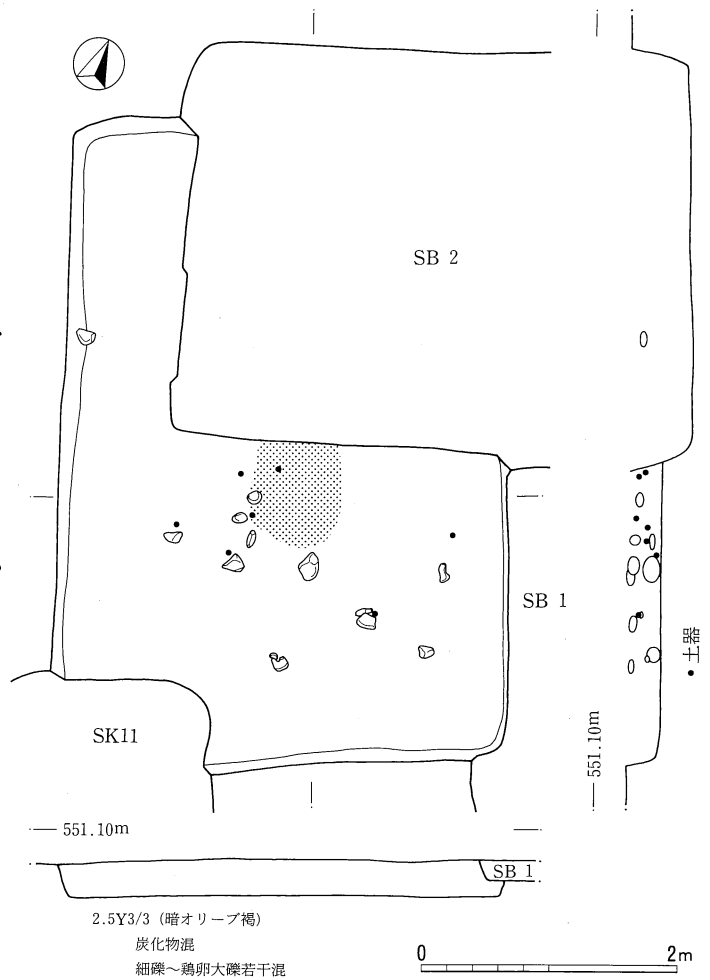 SB 2
SB 1
SK11
551.10m
●土器
551.10m
SB 1
2.5Y3/3（暗オリーブ褐）
炭化物混
細礫～鶏卵大礫若干混
0 2m